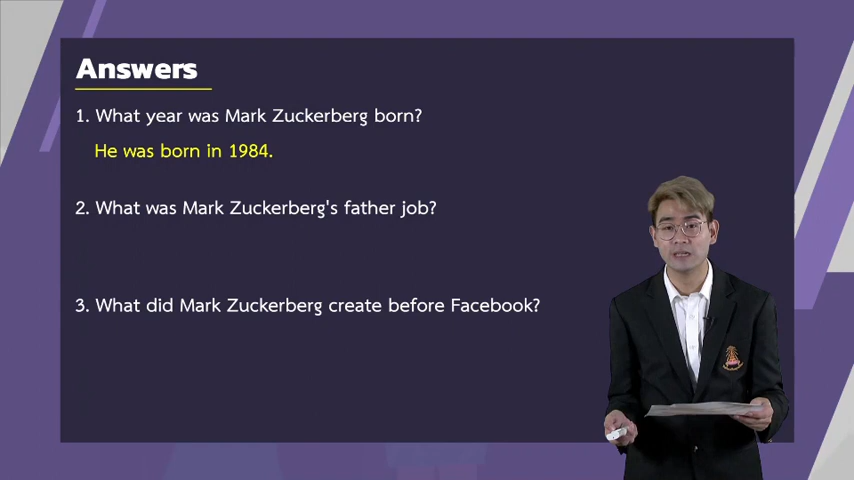 Answers
1. What year was Mark Zuckerberg born?
He was born in 1984.
2. What was Mark Zuckerberg's father job?
3. What did Mark Zuckerberg create before Facebook?